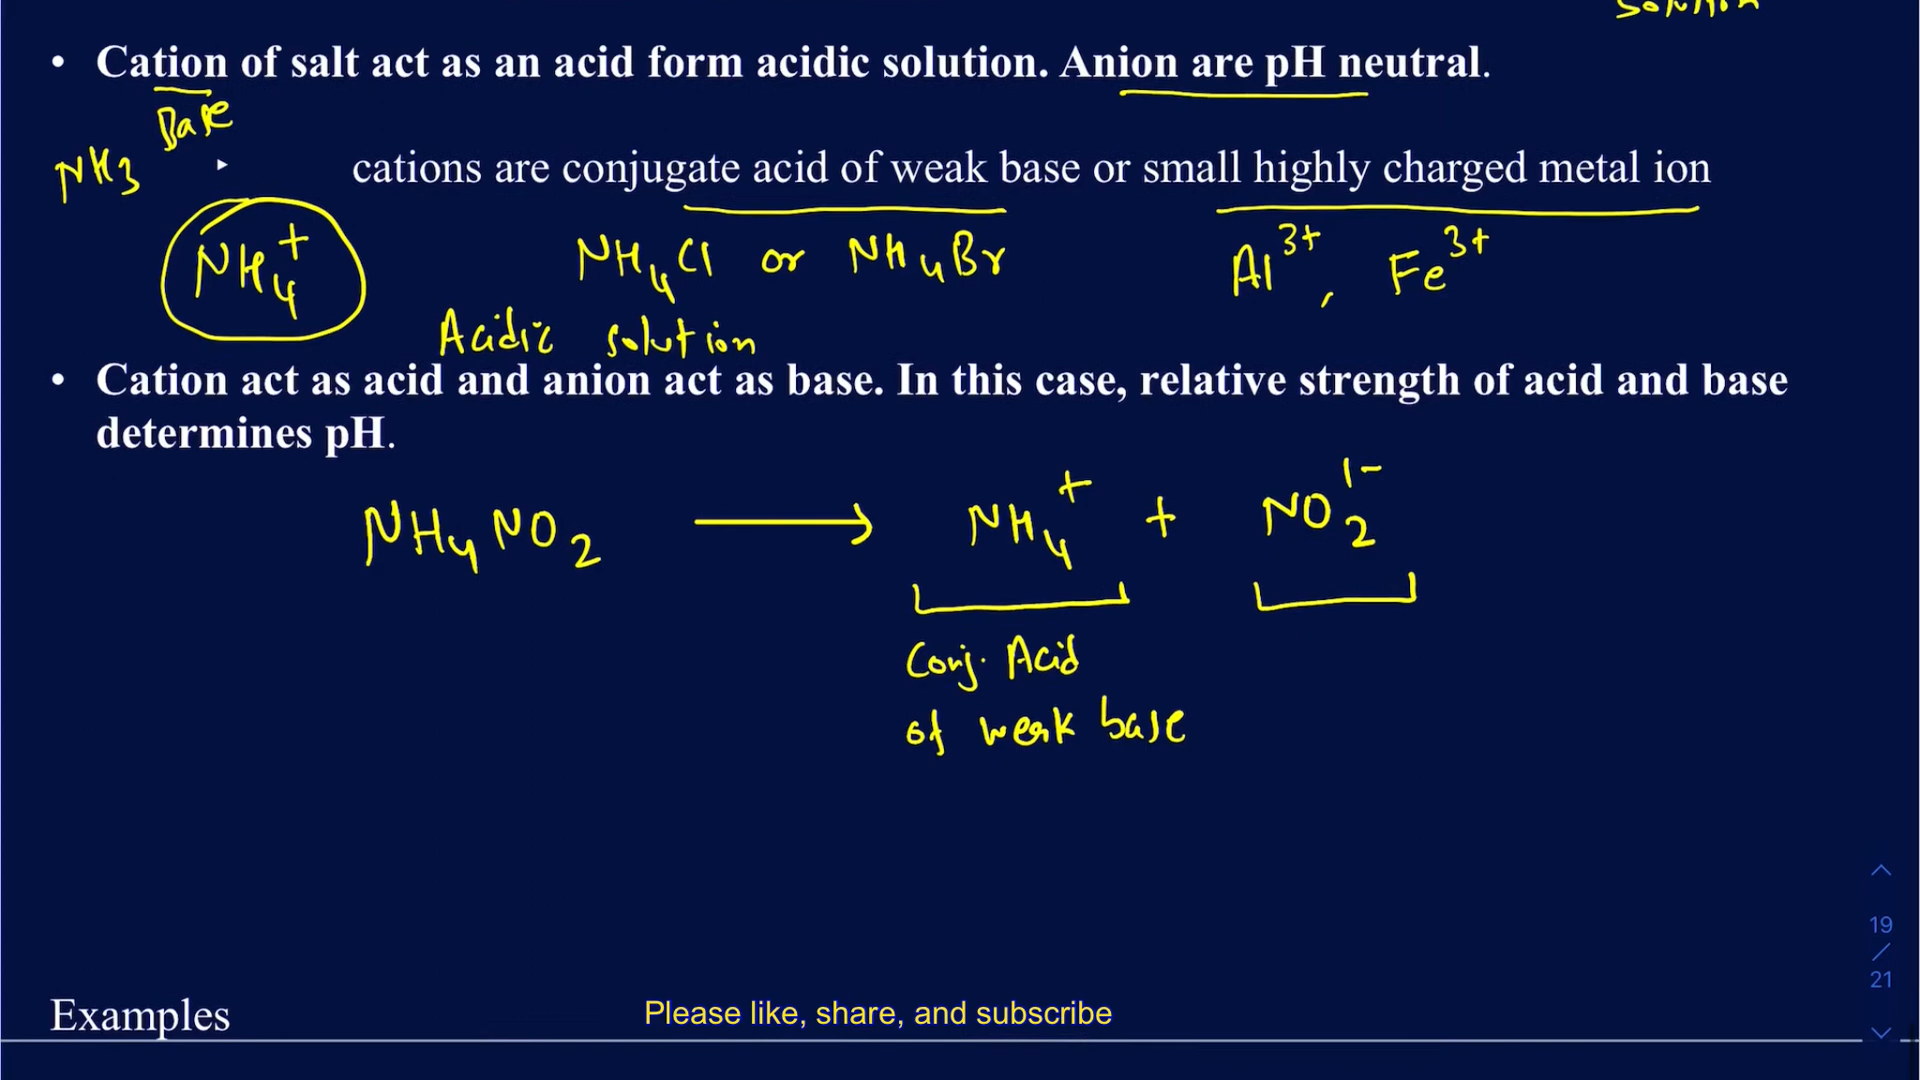 solution
• Cation of salt act as an acid form acidic solution. Anion are pH neutral.
Base
NH3
cations are conjugate acid of weak base or small highly charged metal ion
NH4+
NH4Cl or NH4Br
Al3+, Fe3+
Acidic solution
• Cation act as acid and anion act as base. In this case, relative strength of acid and base
determines pH.
NH4NO2 → NH4+ + NO2 1-
Conj. Acid
of weak base
19
/
21
Examples
Please like, share, and subscribe